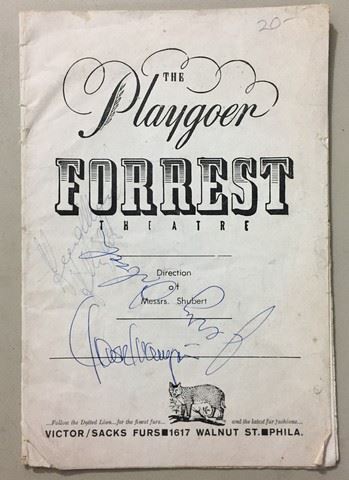 20-
THE
Playgoer
FORREST
THEATRE
Direction
of
Messrs. Shubert
...Follow the Dotted Lion...for the finest furs... and the latest fur fashions...
VICTOR/SACKS FURS■1617 WALNUT ST.■PHILA.